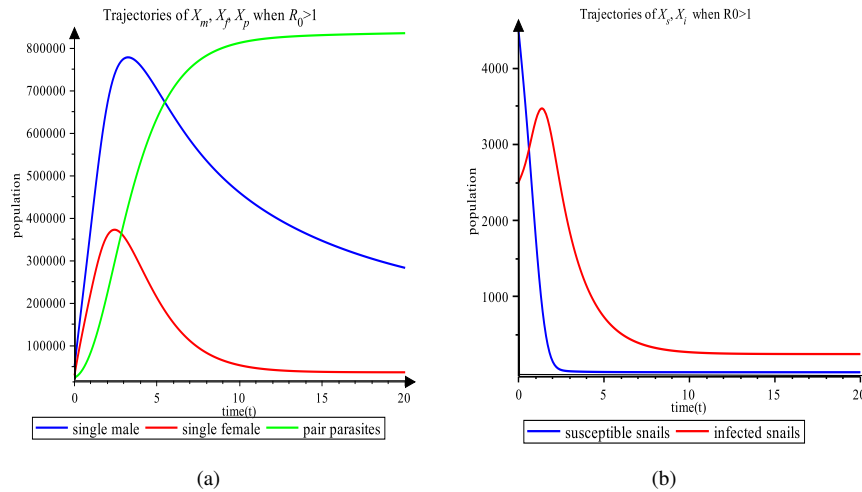 Trajectories of X_m, X_f, X_p when R_0>1
800000
700000
600000
500000
400000
300000
200000
100000
population
0 5 10 15 20
time(t)
single male single female pair parasites
(a)
Trajectories of X_s, X_i when R0>1
4000
3000
2000
1000
population
0 5 10 15 20
time(t)
susceptible snails infected snails
(b)